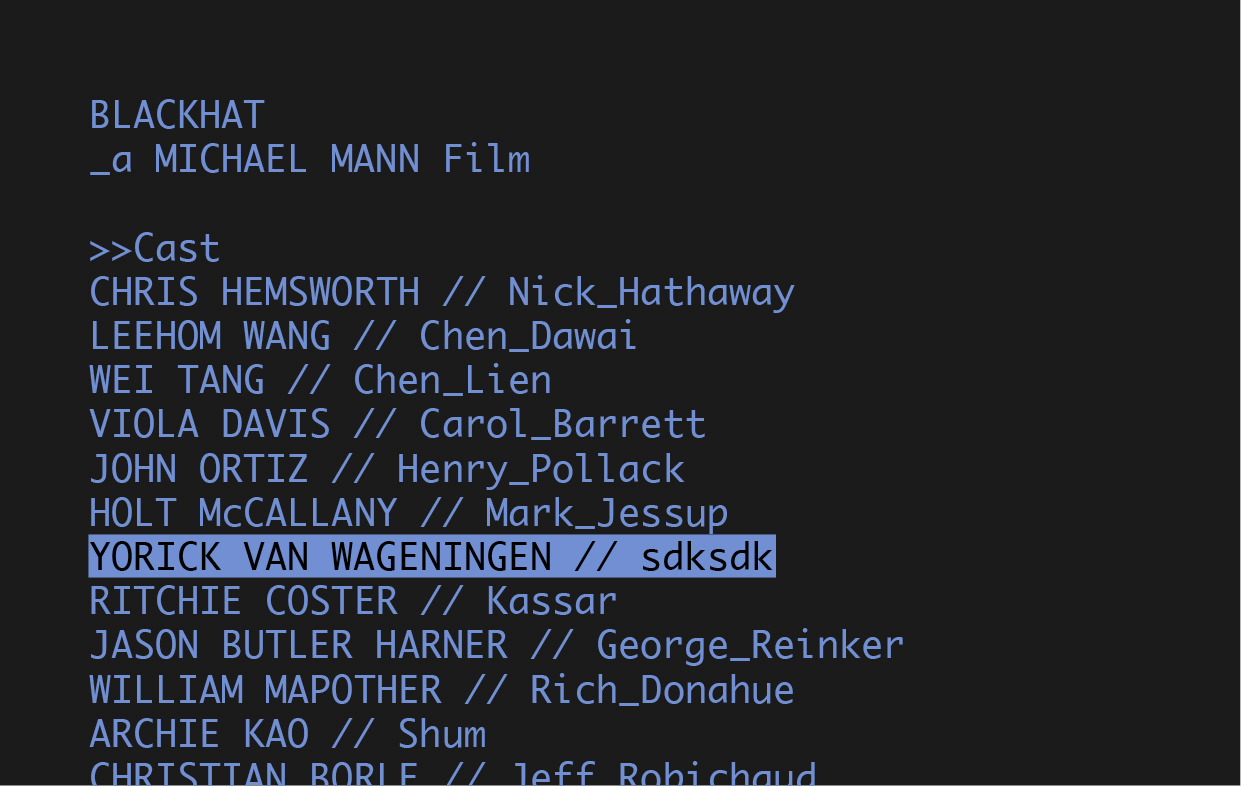 BLACKHAT
_a MICHAEL MANN Film
>>Cast
CHRIS HEMSWORTH // Nick_Hathaway
LEEHOM WANG // Chen_Dawai
WEI TANG // Chen_Lien
VIOLA DAVIS // Carol_Barrett
JOHN ORTIZ // Henry_Pollack
HOLT McCALLANY // Mark_Jessup
YORICK VAN WAGENINGEN // sdksdk
RITCHIE COSTER // Kassar
JASON BUTLER HARNER // George_Reinker
WILLIAM MAPOTHER // Rich_Donahue
ARCHIE KAO // Shum
CHRISTIAN BORLE // Jeff_Robichaud